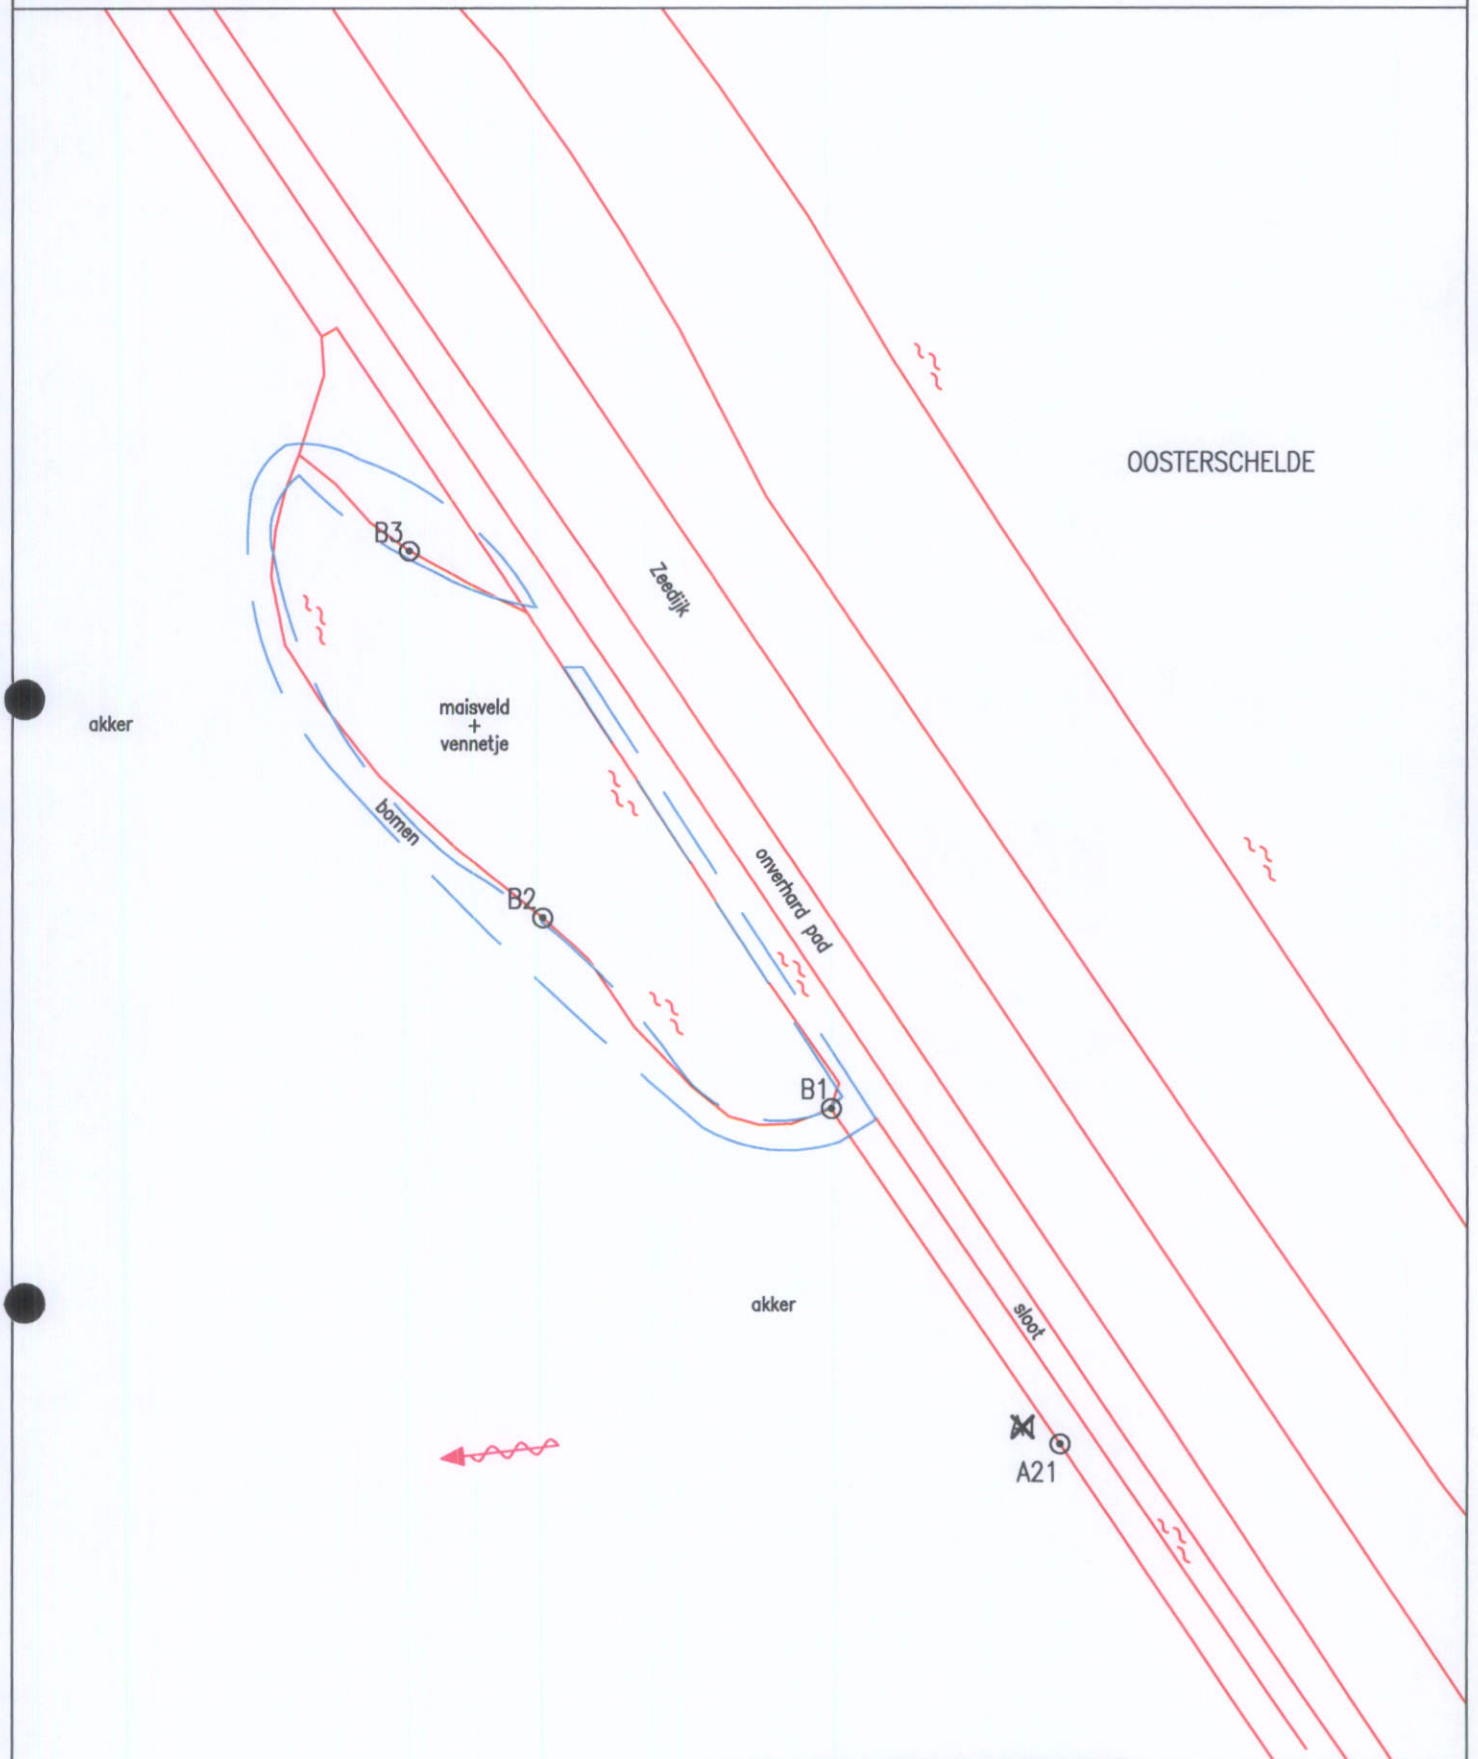 OOSTERSCHELDE
B3
Zeedijk
maisveld
+
vennetje
akker
bomen
onverhard pad
B2
B1
akker
sloot
A21